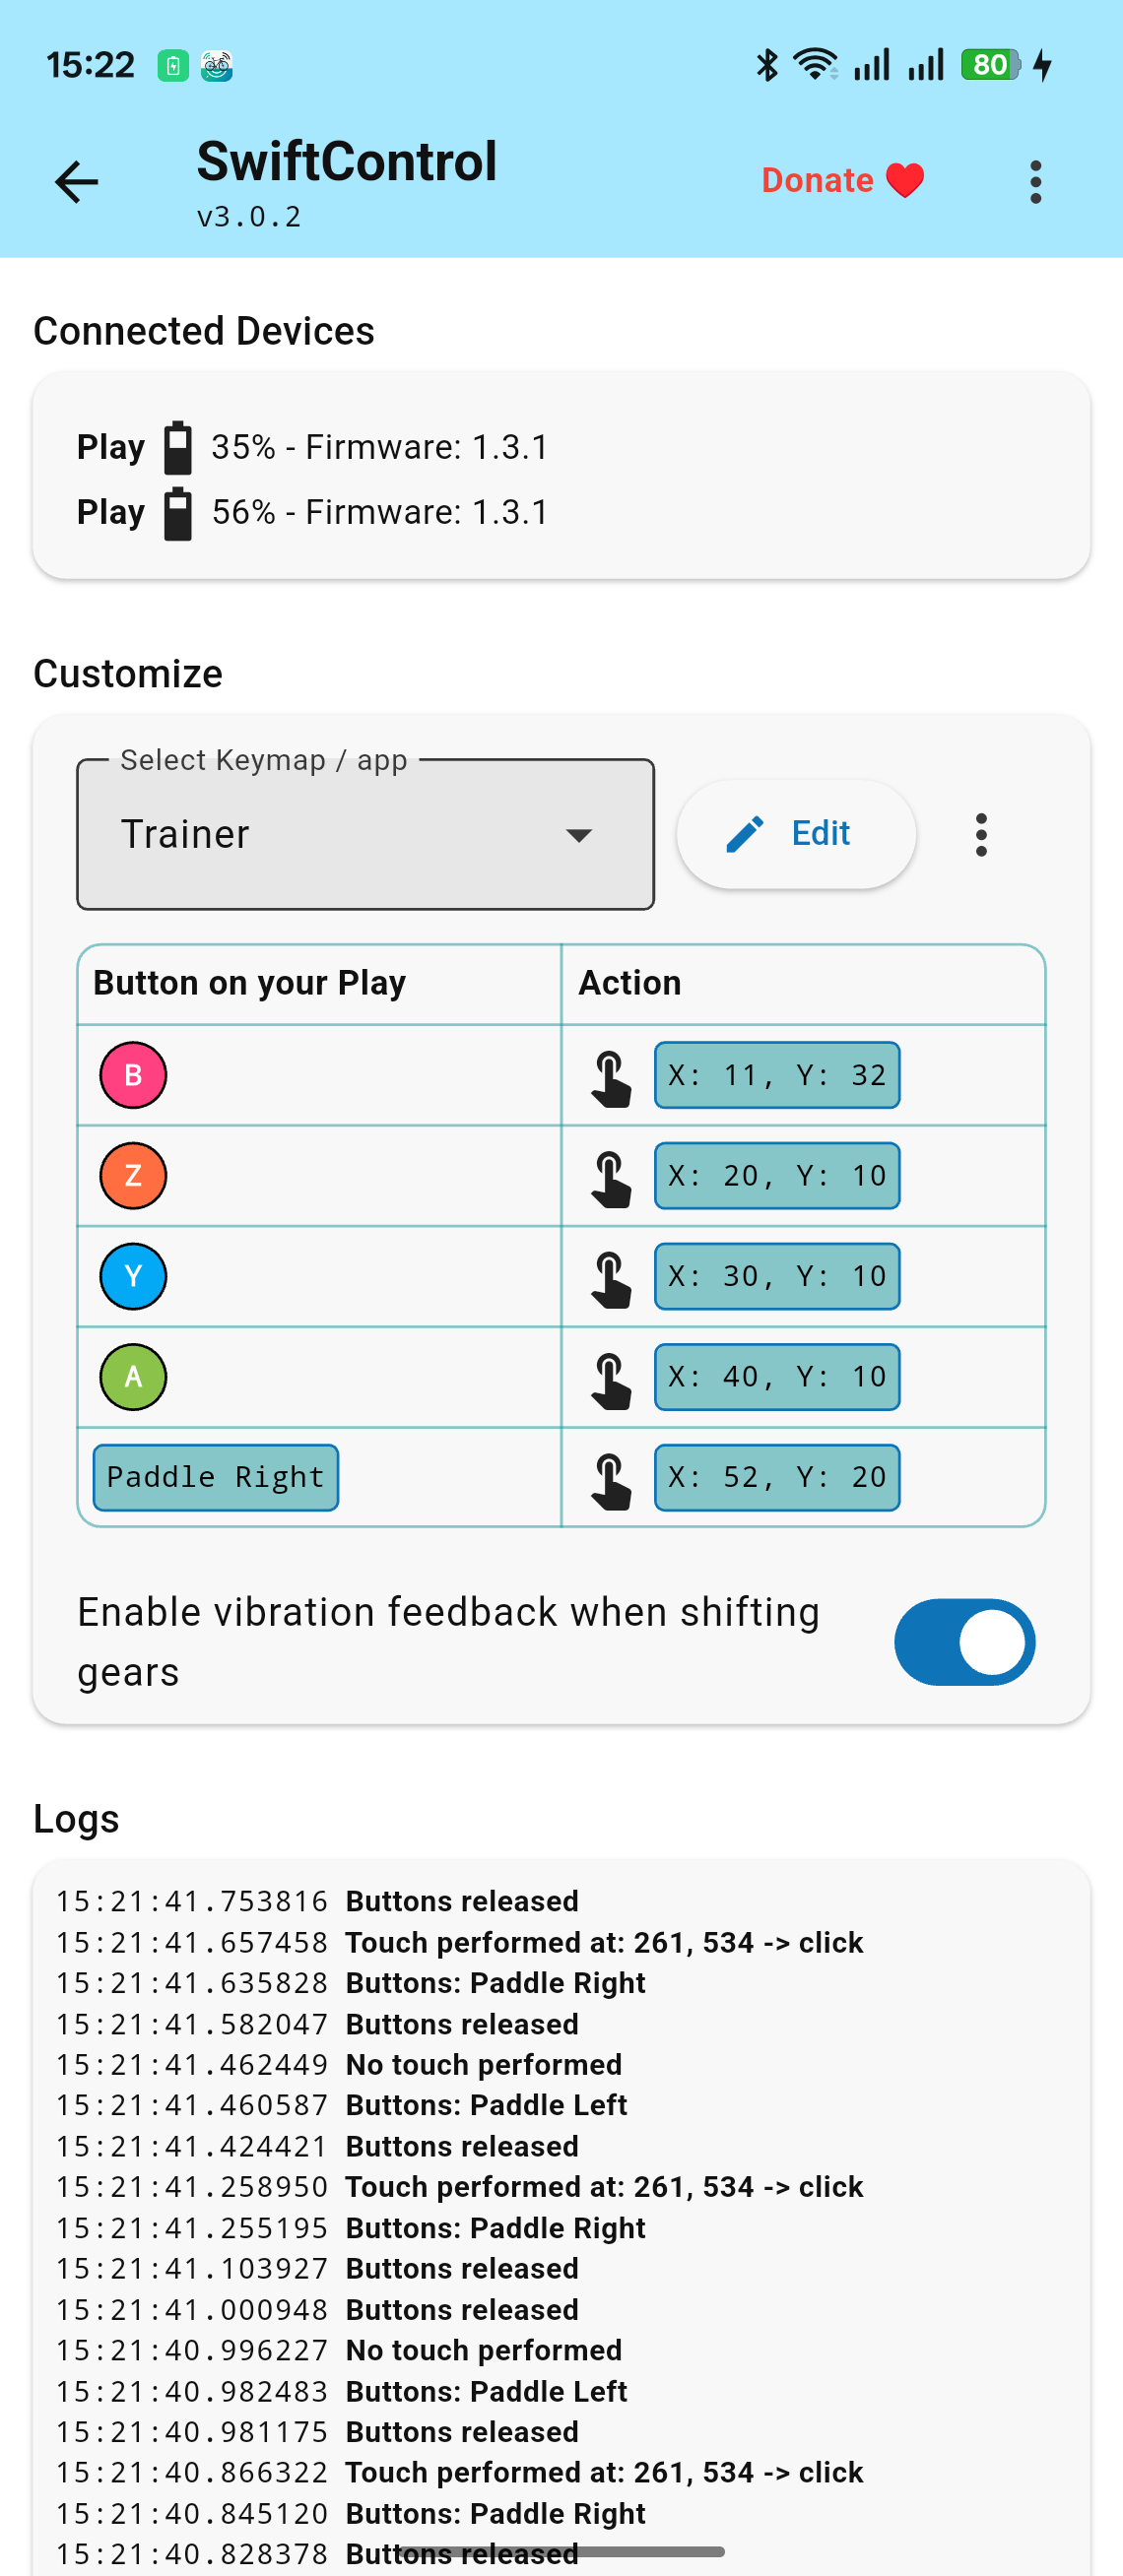 15:22 80
SwiftControl
v3.0.2
Donate
Connected Devices
Play 35% - Firmware: 1.3.1
Play 56% - Firmware: 1.3.1
Customize
Select Keymap / app
Trainer
Edit
Button on your Play Action
B X: 11, Y: 32
Z X: 20, Y: 10
Y X: 30, Y: 10
A X: 40, Y: 10
Paddle Right X: 52, Y: 20
Enable vibration feedback when shifting
gears
Logs
15:21:41.753816 Buttons released
15:21:41.657458 Touch performed at: 261, 534 -> click
15:21:41.635828 Buttons: Paddle Right
15:21:41.582047 Buttons released
15:21:41.462449 No touch performed
15:21:41.460587 Buttons: Paddle Left
15:21:41.424421 Buttons released
15:21:41.258950 Touch performed at: 261, 534 -> click
15:21:41.255195 Buttons: Paddle Right
15:21:41.103927 Buttons released
15:21:41.000948 Buttons released
15:21:40.996227 No touch performed
15:21:40.982483 Buttons: Paddle Left
15:21:40.981175 Buttons released
15:21:40.866322 Touch performed at: 261, 534 -> click
15:21:40.845120 Buttons: Paddle Right
15:21:40.828378 Buttons released